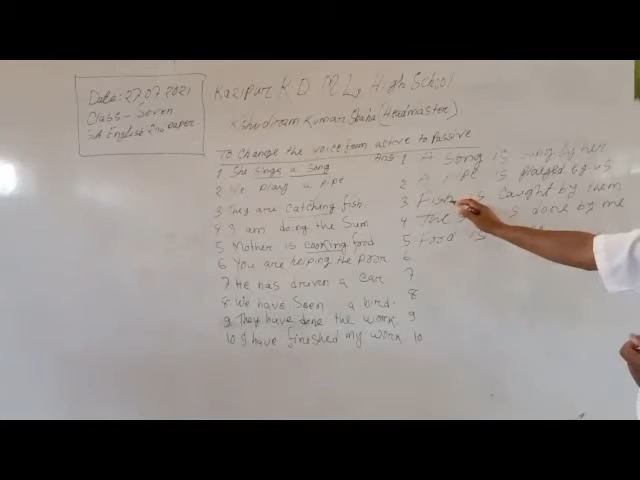 Date: 27.07.2021
Class - Seven
English 2nd paper
Kazipur K D M L High School
Kshudiram Kumar Shaha (Headmaster)
To Change the voice from active to Passive
1 She sings a song
2 We play a pipe
3 They are catching fish
4 I am doing the Sum
5 Mother is cooking food
6 You are helping the poor
7 He has driven a car
8 We have seen a bird.
9 They have done the work
10 I have finished my work
Ans 1 A Song is sung by her
2 A is played by us
3 Fish is caught by them
4 The is done by me
5 Food is
6
7
8
9
10